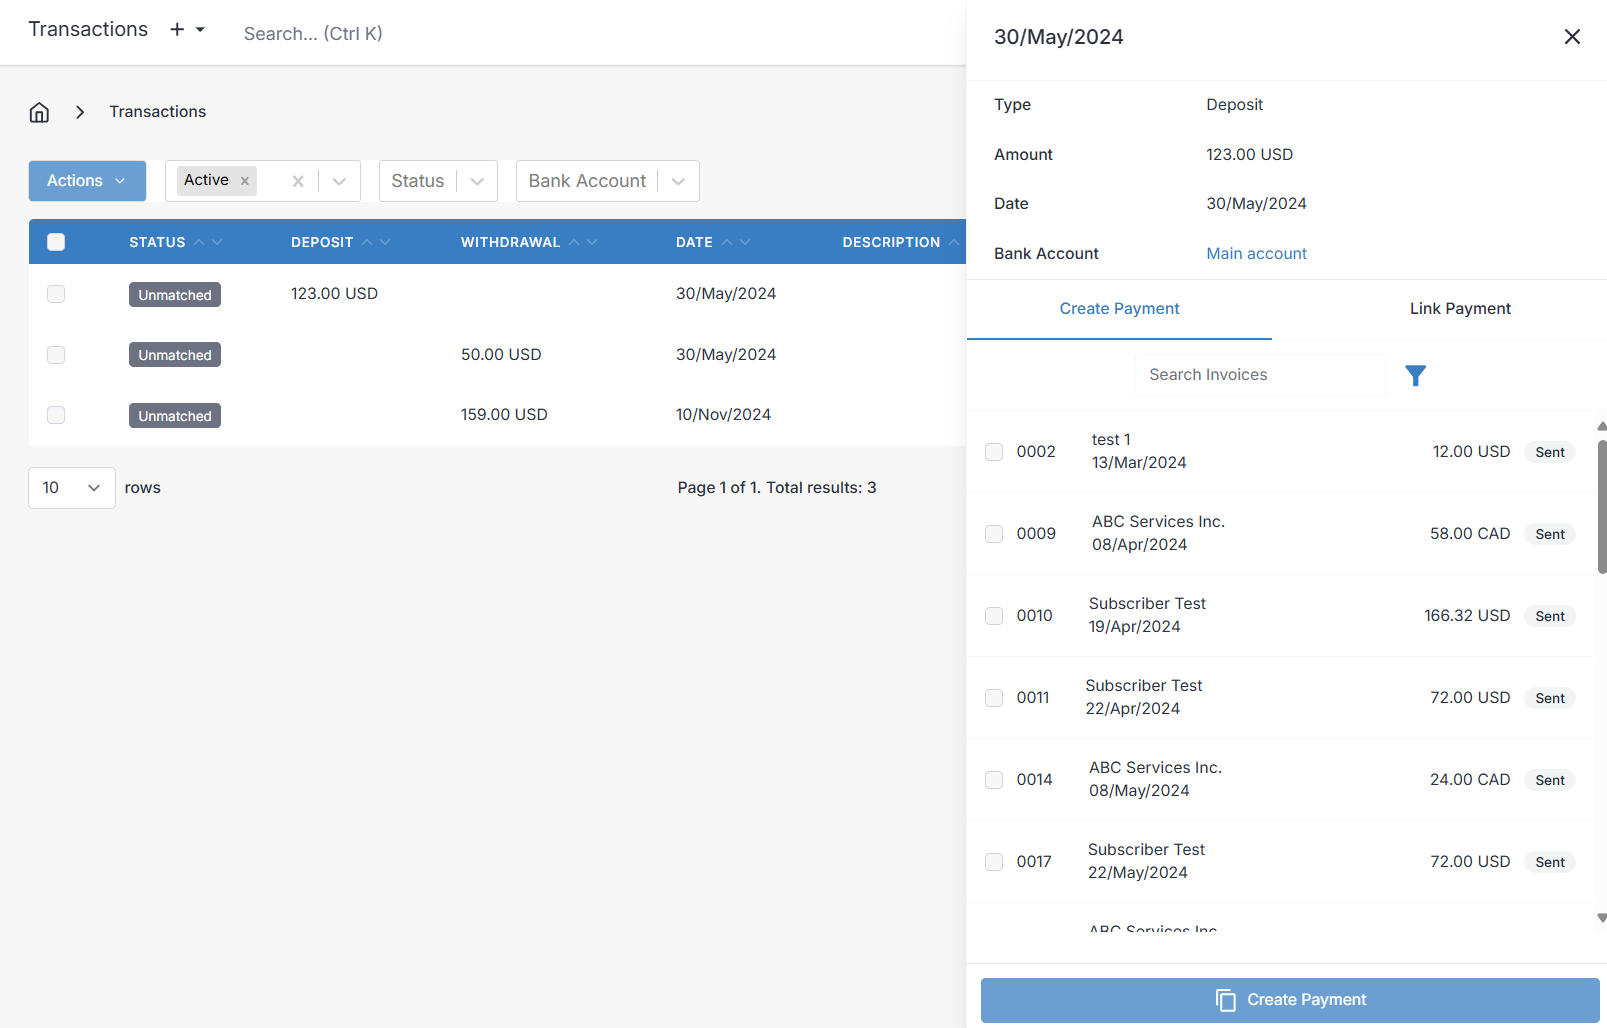 Transactions
Search... (Ctrl K)
Transactions
Actions
Active
Status
Bank Account
STATUS DEPOSIT WITHDRAWAL DATE DESCRIPTION
Unmatched 123.00 USD 30/May/2024
Unmatched 50.00 USD 30/May/2024
Unmatched 159.00 USD 10/Nov/2024
10 rows
Page 1 of 1. Total results: 3
30/May/2024
Type Deposit
Amount 123.00 USD
Date 30/May/2024
Bank Account Main account
Create Payment Link Payment
Search Invoices
test 1
0002 12.00 USD Sent
13/Mar/2024
ABC Services Inc.
0009 58.00 CAD Sent
08/Apr/2024
Subscriber Test
0010 166.32 USD Sent
19/Apr/2024
Subscriber Test
0011 72.00 USD Sent
22/Apr/2024
ABC Services Inc.
0014 24.00 CAD Sent
08/May/2024
Subscriber Test
0017 72.00 USD Sent
22/May/2024
ABC Services Inc.
Create Payment